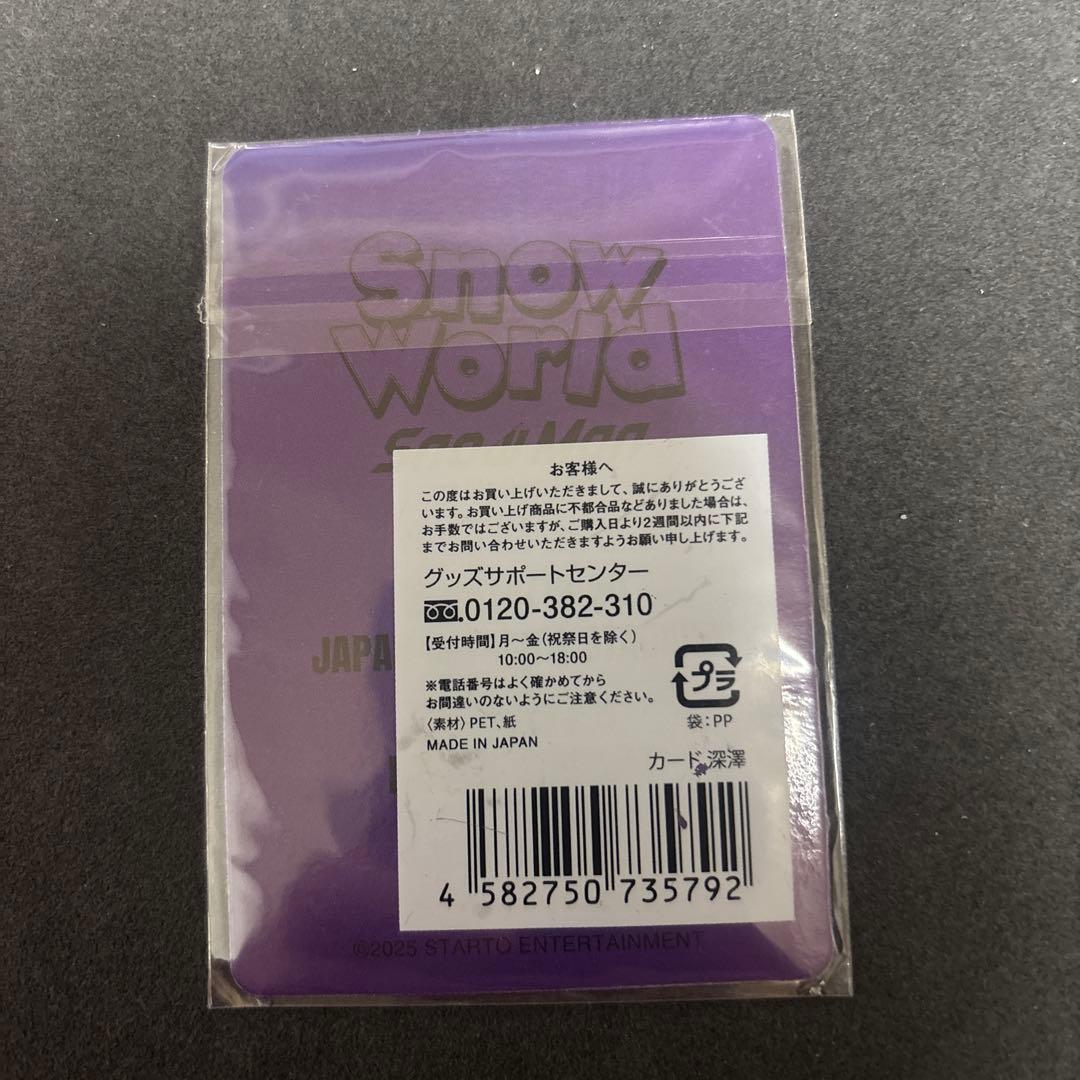 Snow
World
Snow Man
お客様へ
この度はお買い上げいただきまして、誠にありがとうござ
います。お買い上げ商品に不都合品などありました場合は、
お手数ではございますが、ご購入日より2週間以内に下記
までお問い合わせいただきますようお願い申し上げます。
グッズサポートセンター
0120-382-310
【受付時間】月〜金(祝祭日を除く)
10:00〜18:00
※電話番号はよく確かめてから
お間違いのないようにご注意ください。
〈素材〉PET、紙
MADE IN JAPAN
プラ
袋:PP
カード 深澤
4 582750 735792
JAPA
©2025 STARTO ENTERTAINMENT